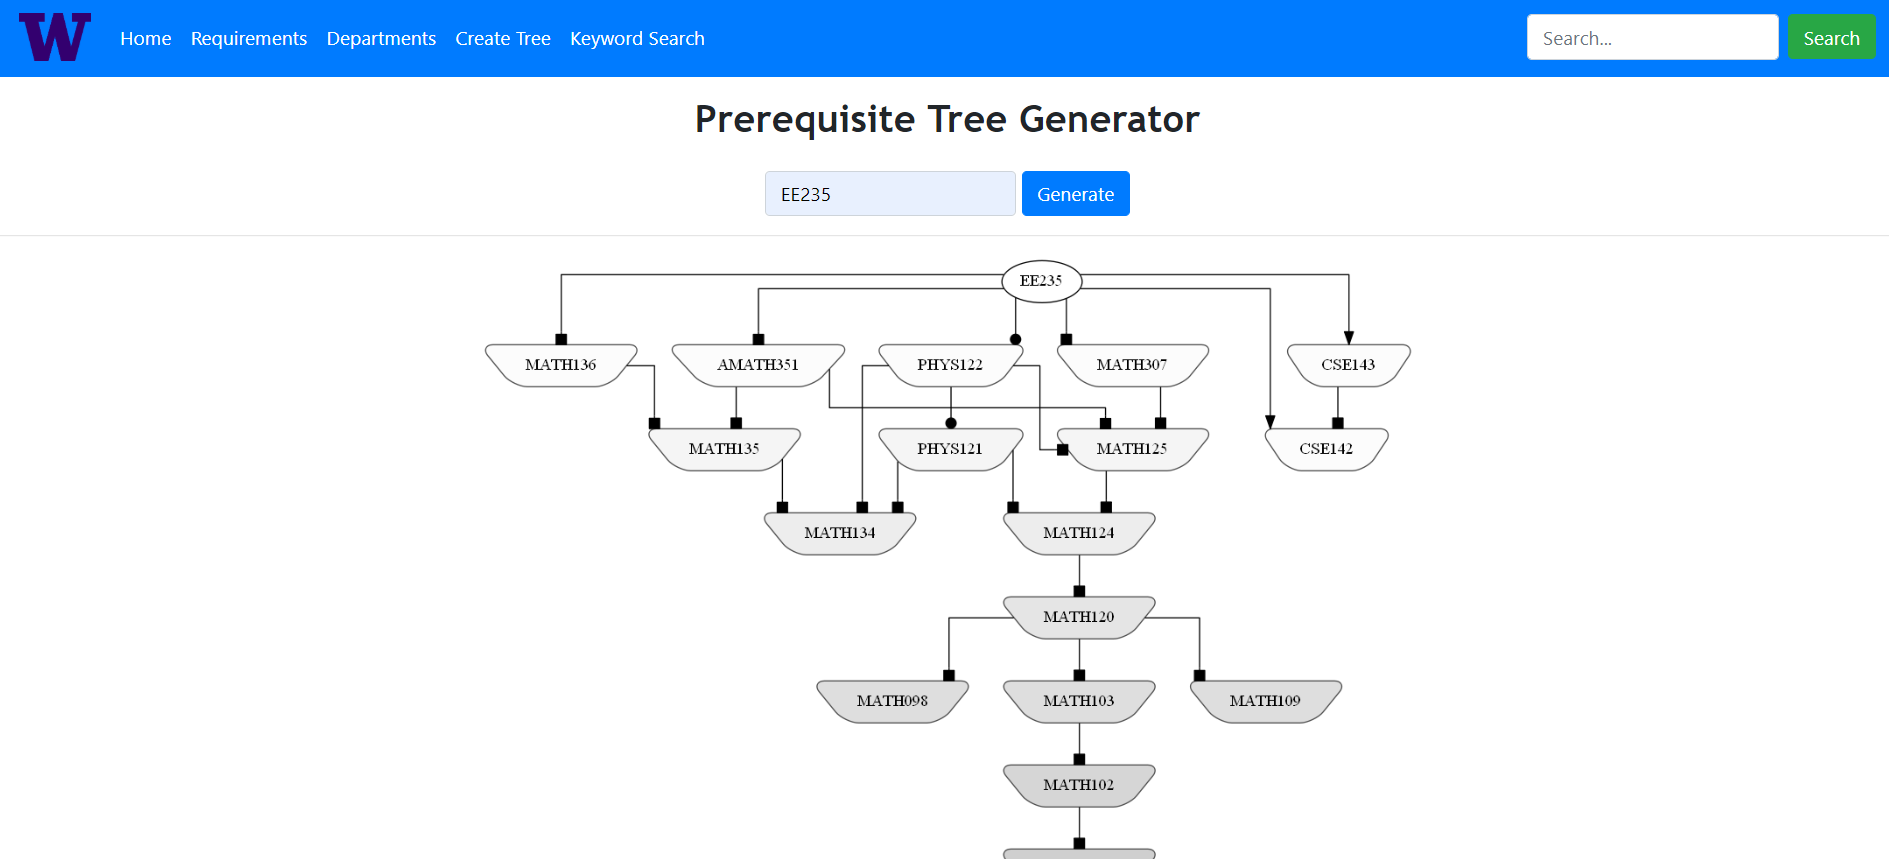 W Home Requirements Departments Create Tree Keyword Search Search... Search
Prerequisite Tree Generator
EE235 Generate
EE235
MATH136 AMATH351 PHYS122 MATH307 CSE143
MATH135 PHYS121 MATH125 CSE142
MATH134 MATH124
MATH120
MATH098 MATH103 MATH109
MATH102